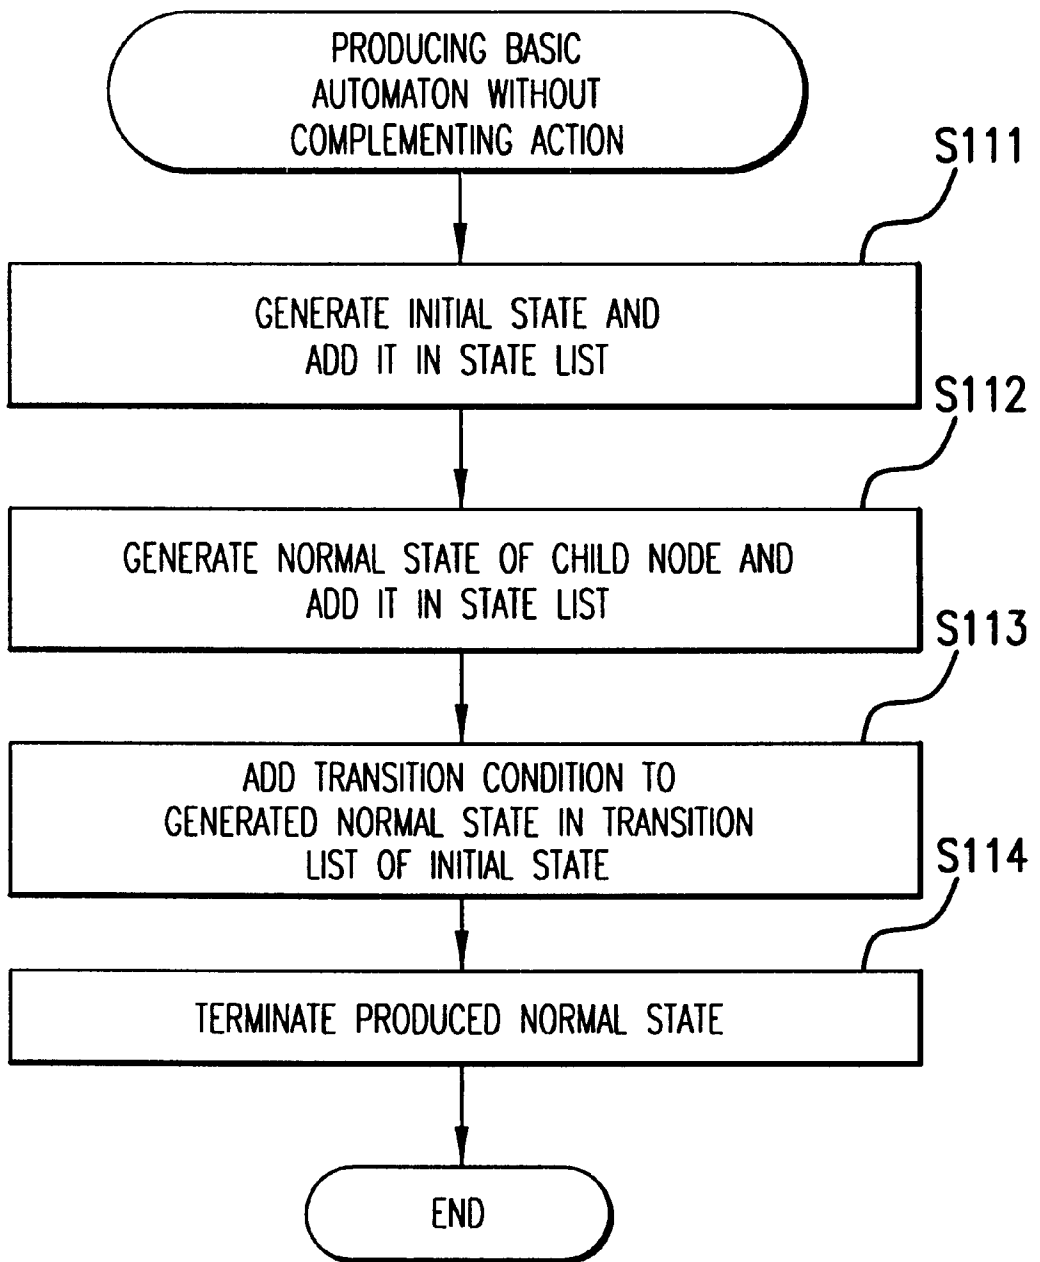 PRODUCING BASIC
AUTOMATON WITHOUT
COMPLEMENTING ACTION
S111
GENERATE INITIAL STATE AND
ADD IT IN STATE LIST
S112
GENERATE NORMAL STATE OF CHILD NODE AND
ADD IT IN STATE LIST
S113
ADD TRANSITION CONDITION TO
GENERATED NORMAL STATE IN TRANSITION
LIST OF INITIAL STATE
S114
TERMINATE PRODUCED NORMAL STATE
END